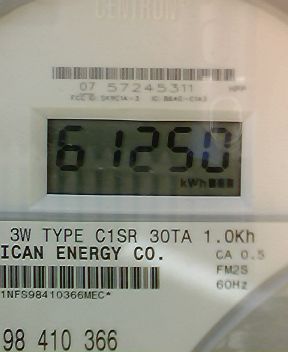 CENTRON
07 57245311
61250
kWh
3W TYPE C1SR 30TA 1.0Kh
ICAN ENERGY CO.
CA 0.5
FM2S
60Hz
1NFS98410366MEC*
98 410 366